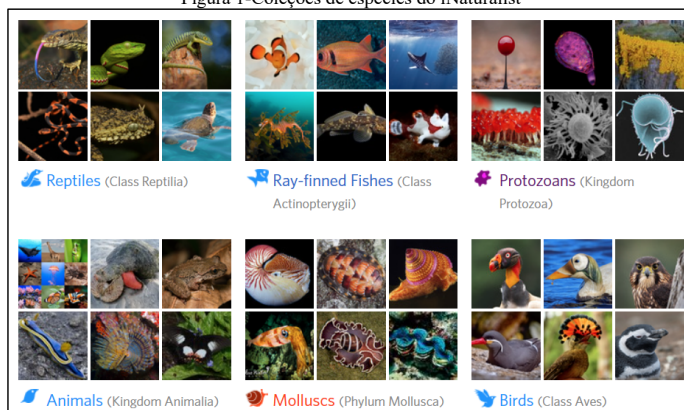 Figura 1-Coleções de espécies do iNaturalist
Reptiles (Class Reptilia)
Ray-finned Fishes (Class
Actinopterygii)
Protozoans (Kingdom
Protozoa)
Animals (Kingdom Animalia)
Molluscs (Phylum Mollusca)
Birds (Class Aves)